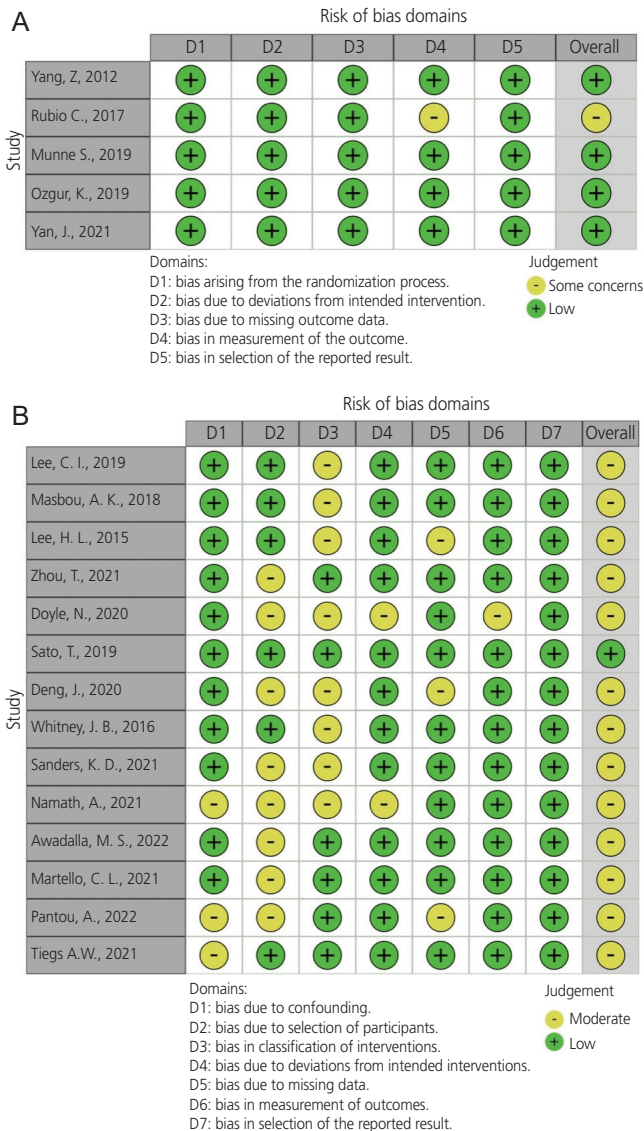 A
Risk of bias domains
D1 D2 D3 D4 D5 Overall
Study
Yang, Z, 2012 + + + + + +
Rubio C., 2017 + + + - + -
Munne S., 2019 + + + + + +
Ozgur, K., 2019 + + + + + +
Yan, J., 2021 + + + + + +
Domains:
D1: bias arising from the randomization process.
D2: bias due to deviations from intended intervention.
D3: bias due to missing outcome data.
D4: bias in measurement of the outcome.
D5: bias in selection of the reported result.
Judgement
- Some concerns
+ Low
B
Risk of bias domains
D1 D2 D3 D4 D5 D6 D7 Overall
Study
Lee, C. I., 2019 + + - + + + + -
Masbou, A. K., 2018 + + - + + + + -
Lee, H. L., 2015 + + - + - + + -
Zhou, T., 2021 + - + + + + + -
Doyle, N., 2020 + - - - + - + -
Sato, T., 2019 + + + + + + + +
Deng, J., 2020 + - - + - + + -
Whitney, J. B., 2016 + + - + + + + -
Sanders, K. D., 2021 + - - + + + + -
Namath, A., 2021 - - - - + + + -
Awadalla, M. S., 2022 + - + + + + + -
Martello, C. L., 2021 + - + + + + + -
Pantou, A., 2022 - - + + - + + -
Tiegs A.W., 2021 - + + + + + + -
Domains:
D1: bias due to confounding.
D2: bias due to selection of participants.
D3: bias in classification of interventions.
D4: bias due to deviations from intended interventions.
D5: bias due to missing data.
D6: bias in measurement of outcomes.
D7: bias in selection of the reported result.
Judgement
- Moderate
+ Low